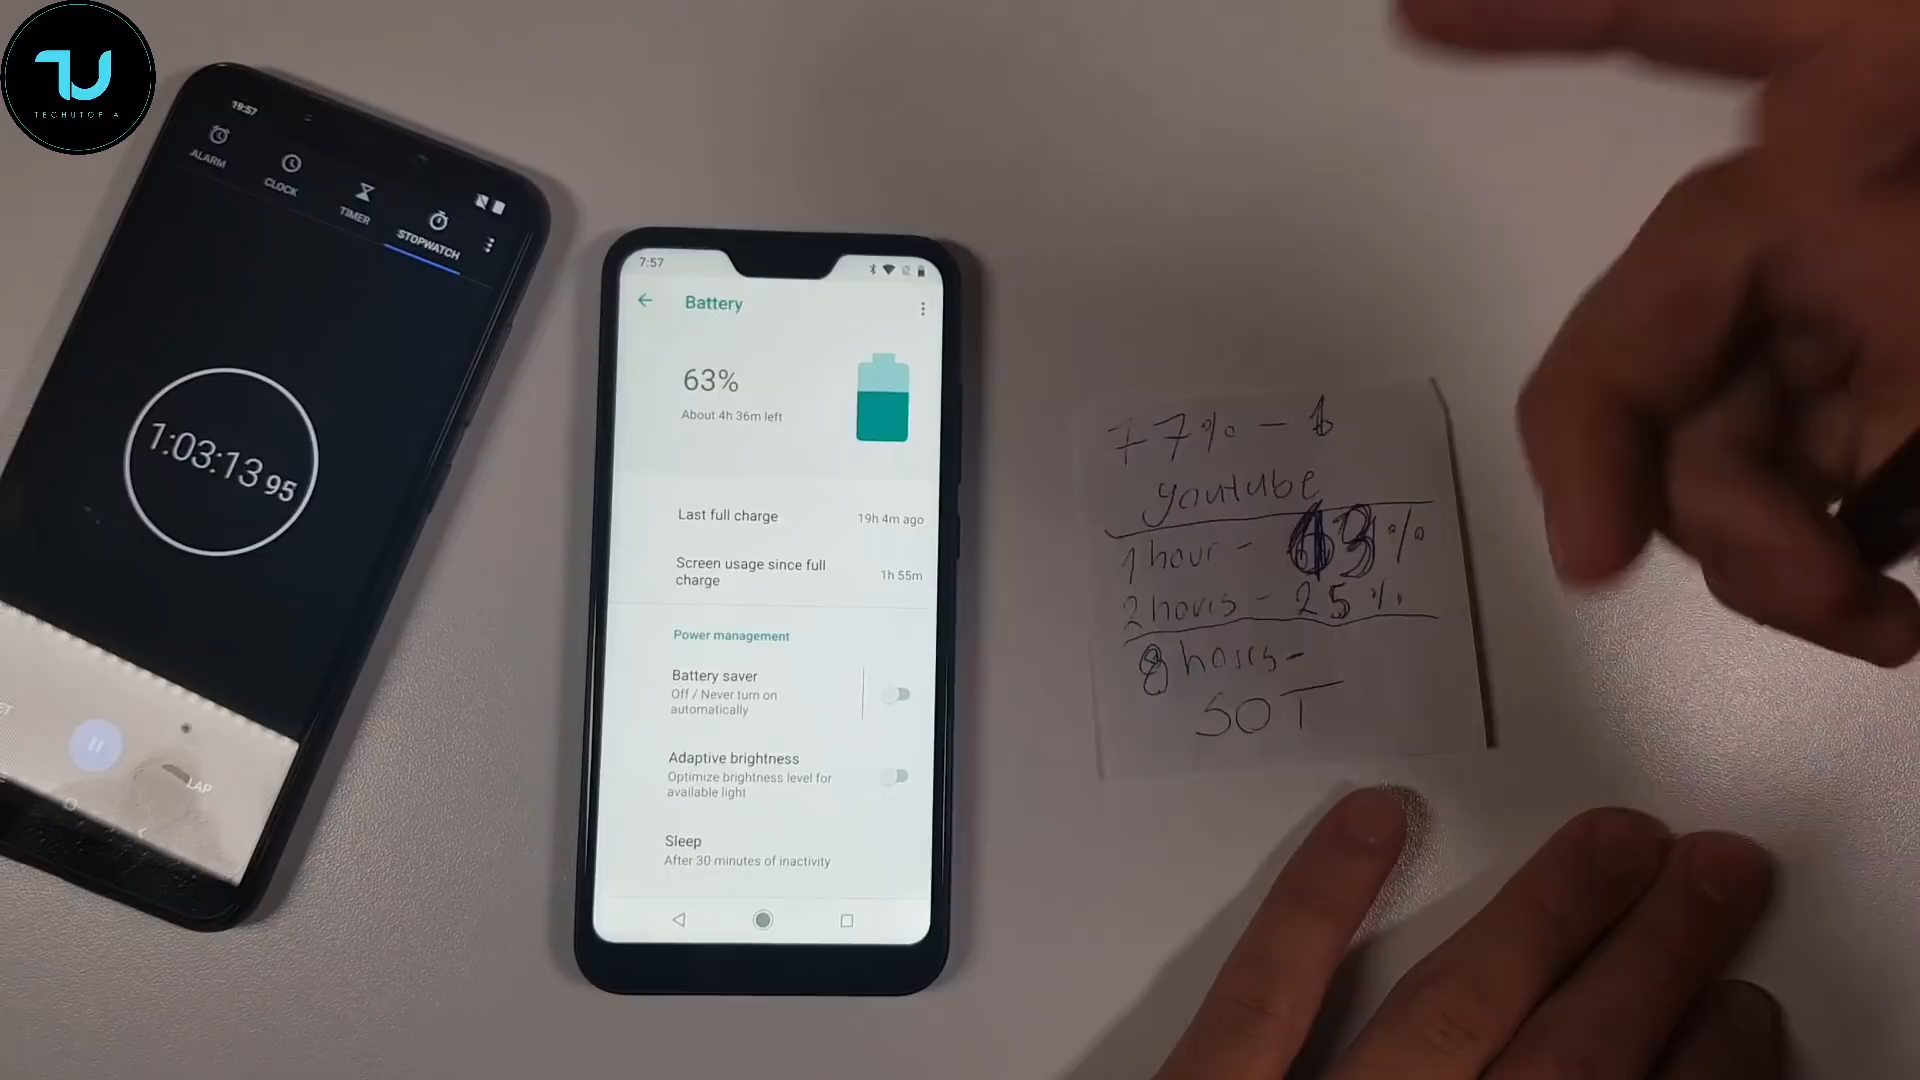 TU
TECHUTOPIA
19:57
ALARM
CLOCK
TIMER
STOPWATCH
1:03:13 95
LAP
7:57
Battery
63%
About 4h 36m left
Last full charge
19h 4m ago
Screen usage since full
charge
1h 55m
Power management
Battery saver
Off / Never turn on
automatically
Adaptive brightness
Optimize brightness level for
available light
Sleep
After 30 minutes of inactivity
77% -
youtube
1 hour - 13%
2 hours - 25%
8 hours -
SOT